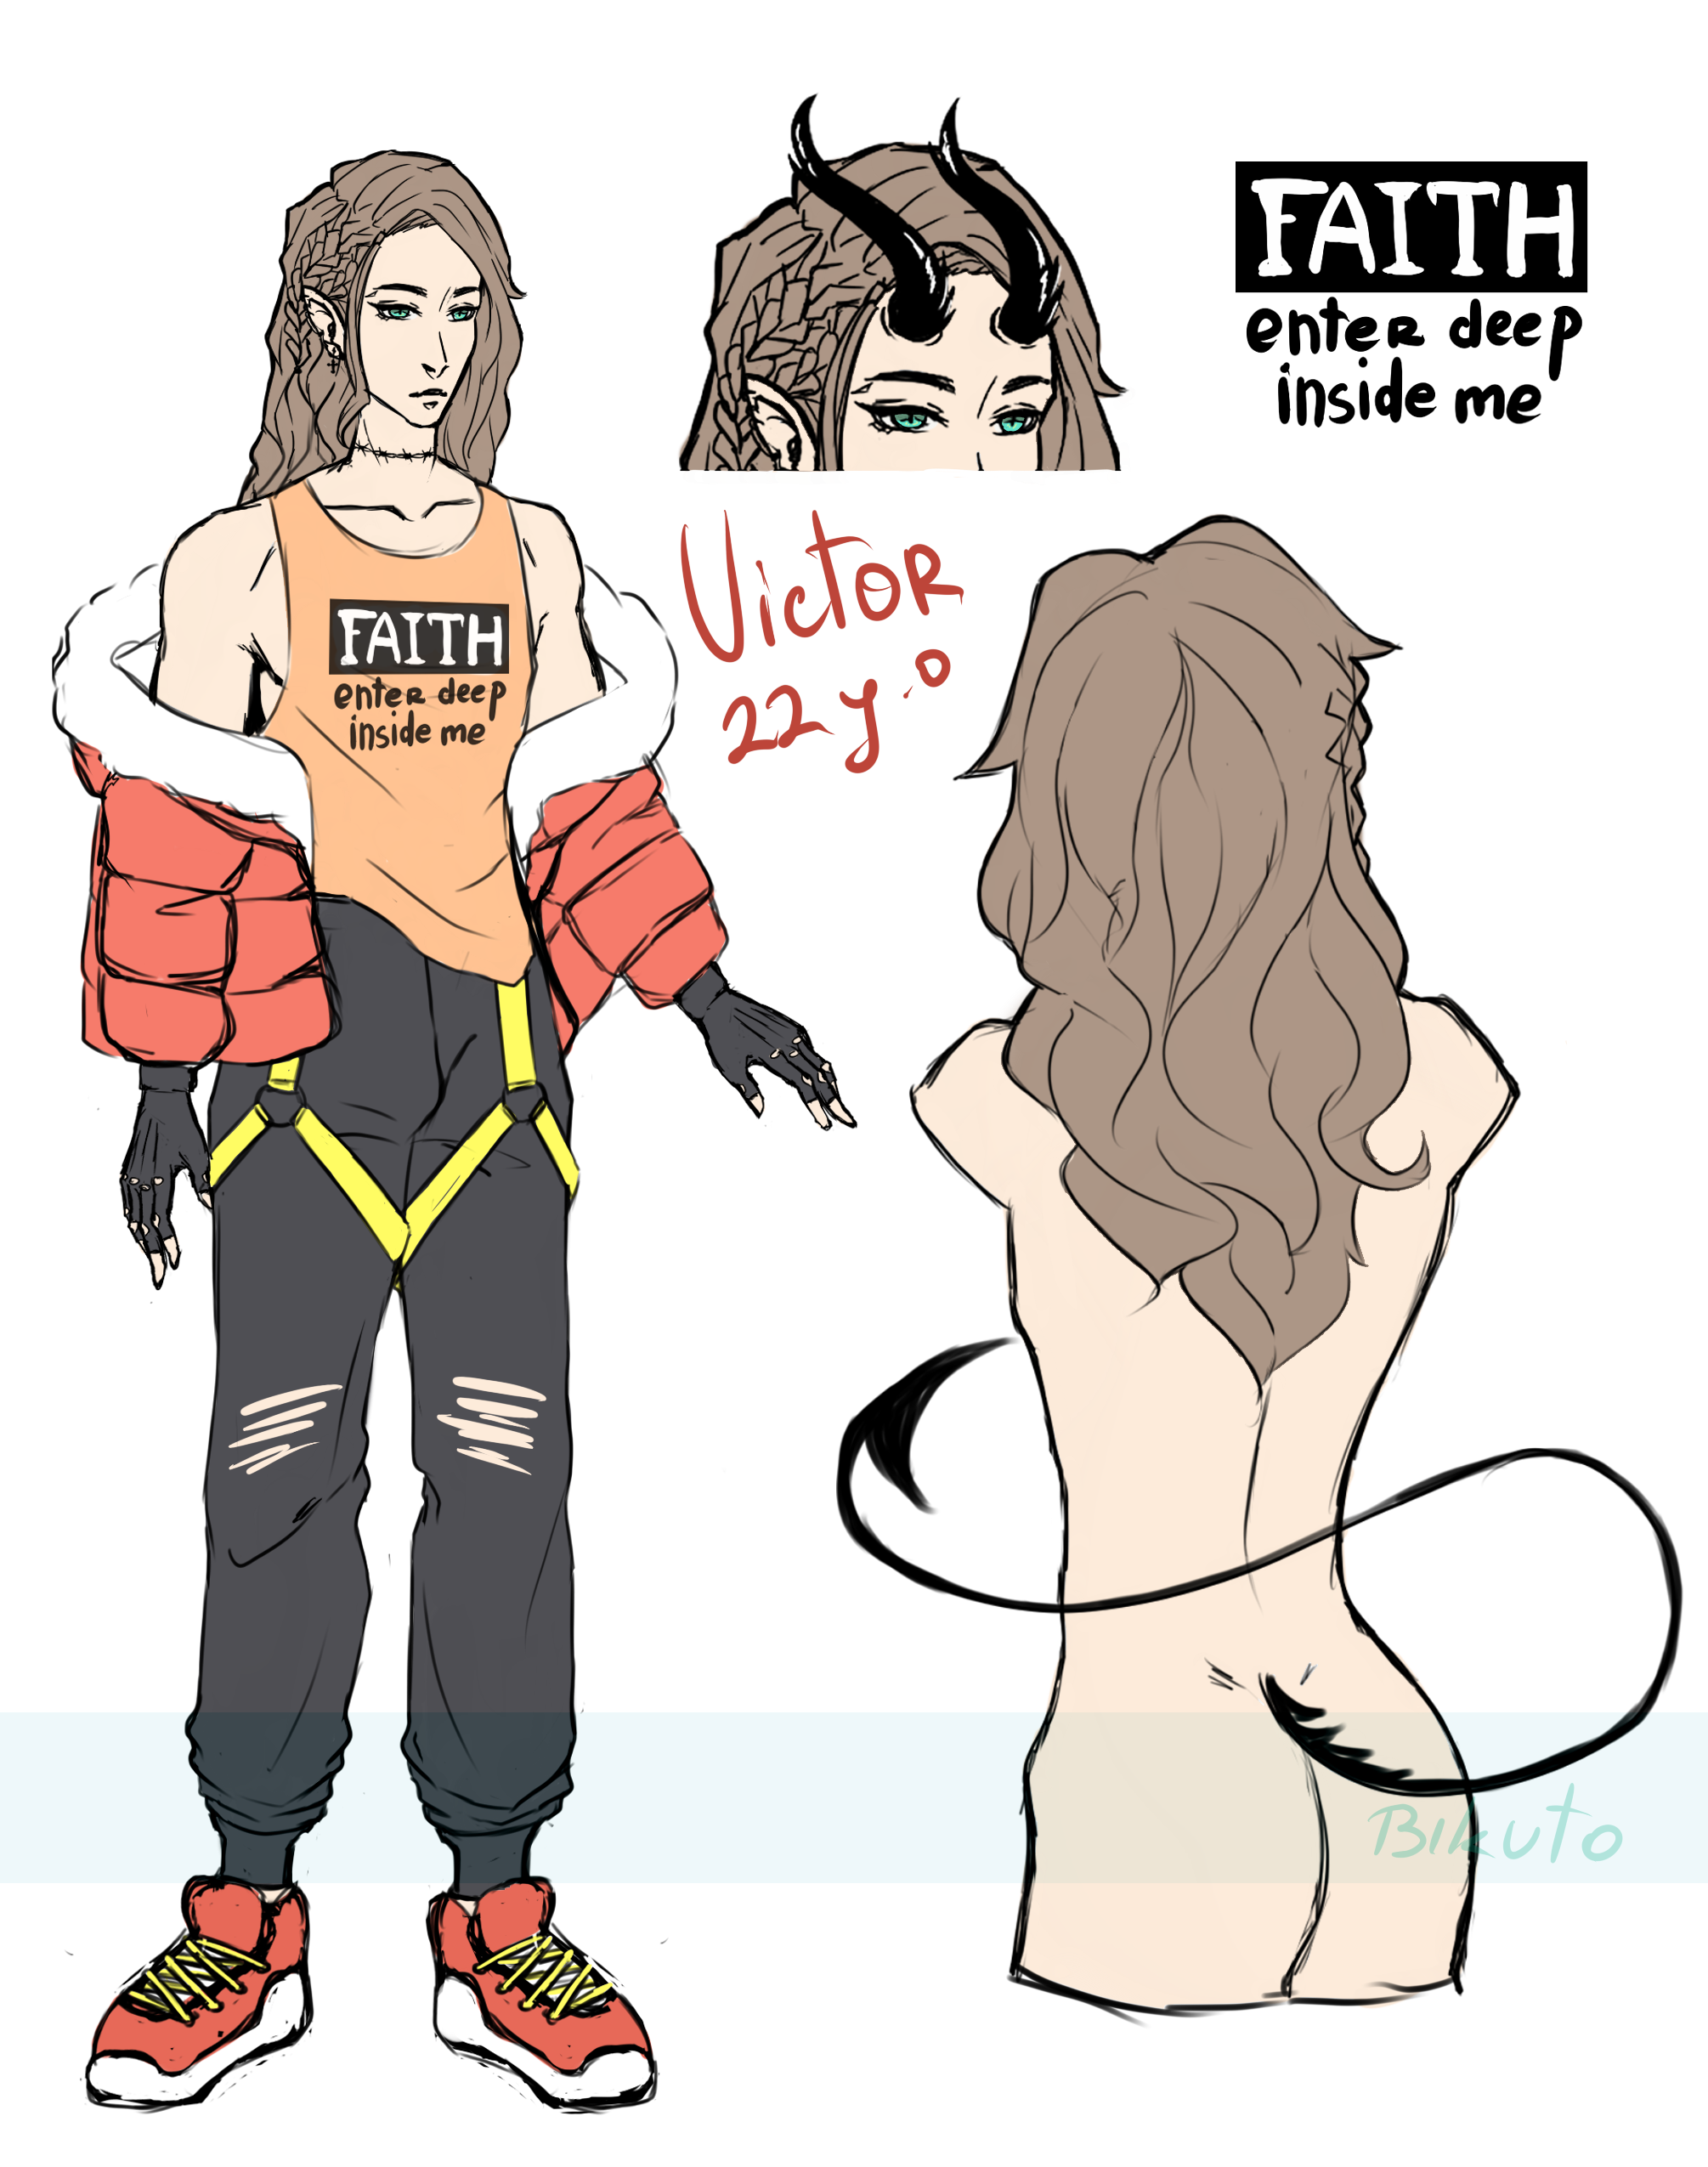 FAITH
enter deep
inside me
Victor
22 y.o
FAITH
enter deep
inside me
Bikuto